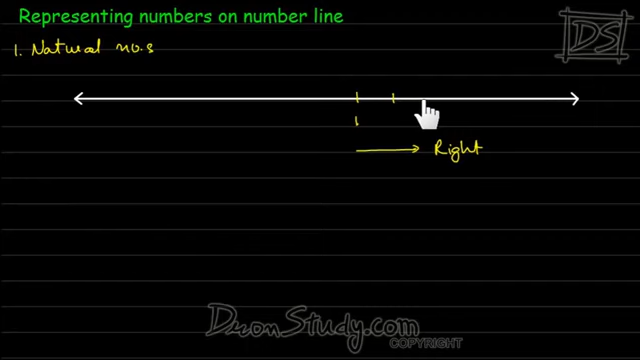 Representing numbers on number line
DS
1. Natural no.s
1
Right
DronStudy.com
COPYRIGHT